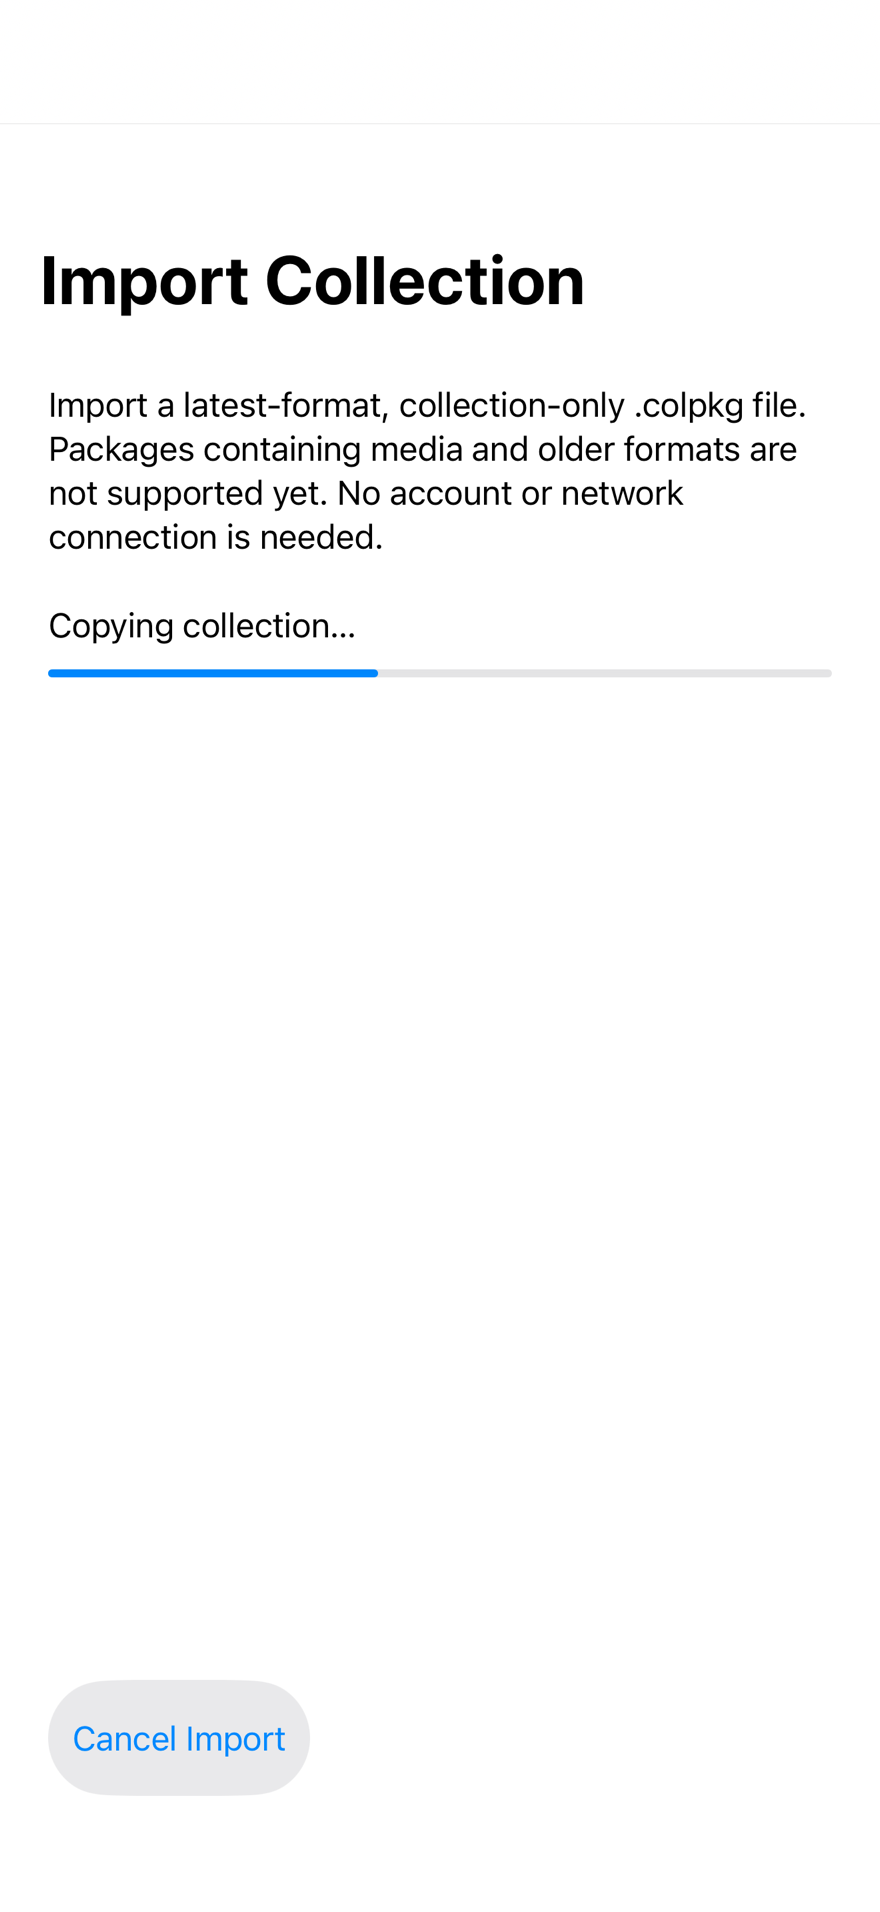 Import Collection
Import a latest-format, collection-only .colpkg file.
Packages containing media and older formats are
not supported yet. No account or network
connection is needed.
Copying collection...
Cancel Import